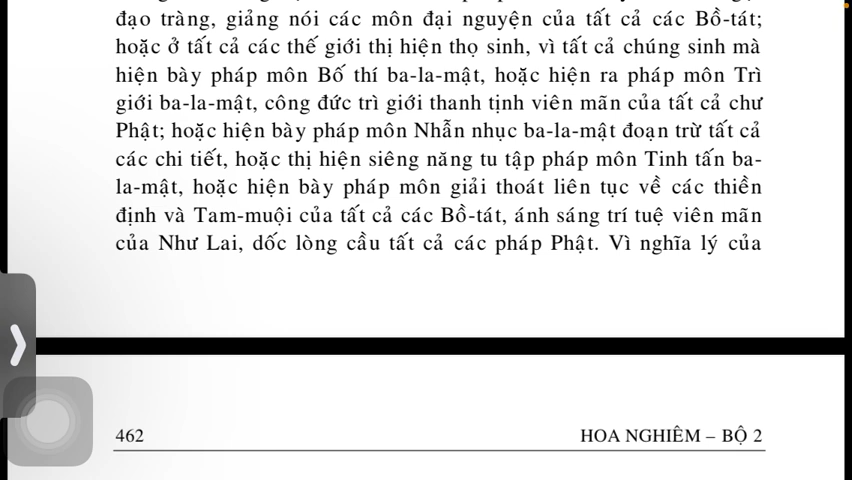 đạo tràng, giảng nói các môn đại nguyện của tất cả các Bồ-tát;
hoặc ở tất cả các thế giới thị hiện thọ sinh, vì tất cả chúng sinh mà
hiện bày pháp môn Bố thí ba-la-mật, hoặc hiện ra pháp môn Trì
giới ba-la-mật, công đức trì giới thanh tịnh viên mãn của tất cả chư
Phật; hoặc hiện bày pháp môn Nhẫn nhục ba-la-mật đoạn trừ tất cả
các chi tiết, hoặc thị hiện siêng năng tu tập pháp môn Tinh tấn ba-
la-mật, hoặc hiện bày pháp môn giải thoát liên tục về các thiền
định và Tam-muội của tất cả các Bồ-tát, ánh sáng trí tuệ viên mãn
của Như Lai, dốc lòng cầu tất cả các pháp Phật. Vì nghĩa lý của
462 HOA NGHIÊM – BỘ 2